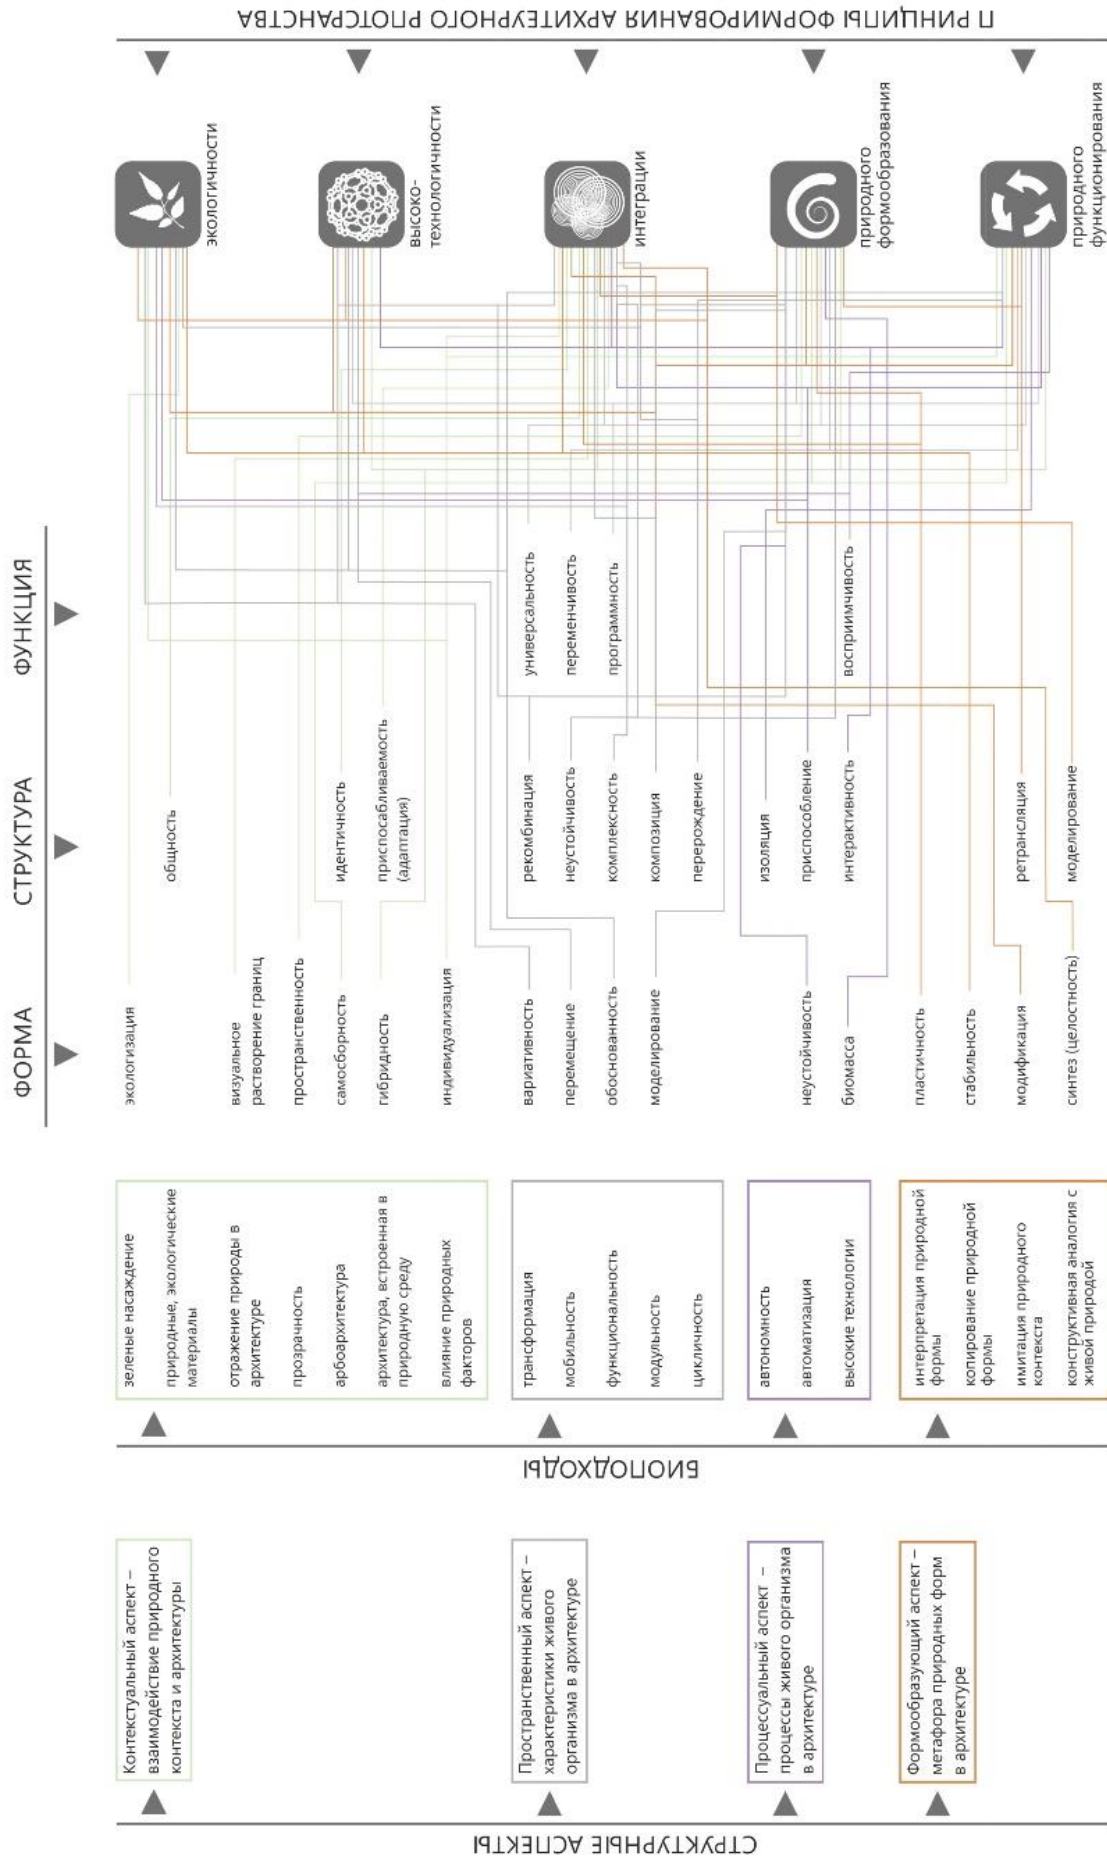 СТРУКТУРНЫЕ АСПЕКТЫ
Контекстуальный аспект –
взаимодействие природного
контекста и архитектуры
Пространственный аспект –
характеристики живого
организма в архитектуре
Процессуальный аспект –
процессы живого организма
в архитектуре
Формообразующий аспект –
метафора природных форм
в архитектуре
БИОПОДХОДЫ
зеленые насаждение
природные, экологические
материалы
отражение природы в
архитектуре
прозрачность
арбоархитектура
архитектура, встроенная в
природную среду
влияние природных
факторов
трансформация
мобильность
функциональность
модульность
цикличность
автономность
автоматизация
высокие технологии
интерпретация природной
формы
копирование природной
формы
имитация природного
контекста
конструктивная аналогия с
живой природой
ФОРМА
экологизация
визуальное
растворение границ
пространственность
самосборность
гибридность
индивидуализация
вариативность
перемещение
обоснованность
моделирование
неустойчивость
биомасса
пластичность
стабильность
модификация
синтез (целостность)
СТРУКТУРА
общность
идентичность
приспосабливаемость
(адаптация)
рекомбинация
неустойчивость
комплексность
композиция
перерождение
изоляция
приспособление
интерактивность
ретрансляция
моделирование
ФУНКЦИЯ
универсальность
переменчивость
программность
восприимчивость
экологичности
высоко-
технологичности
интеграции
природного
формообразования
природного
функционирования
П РИНЦИПЫ ФОРМИРОВАНИЯ АРХИТЕУРНОГО РПОТСРАНСТВА